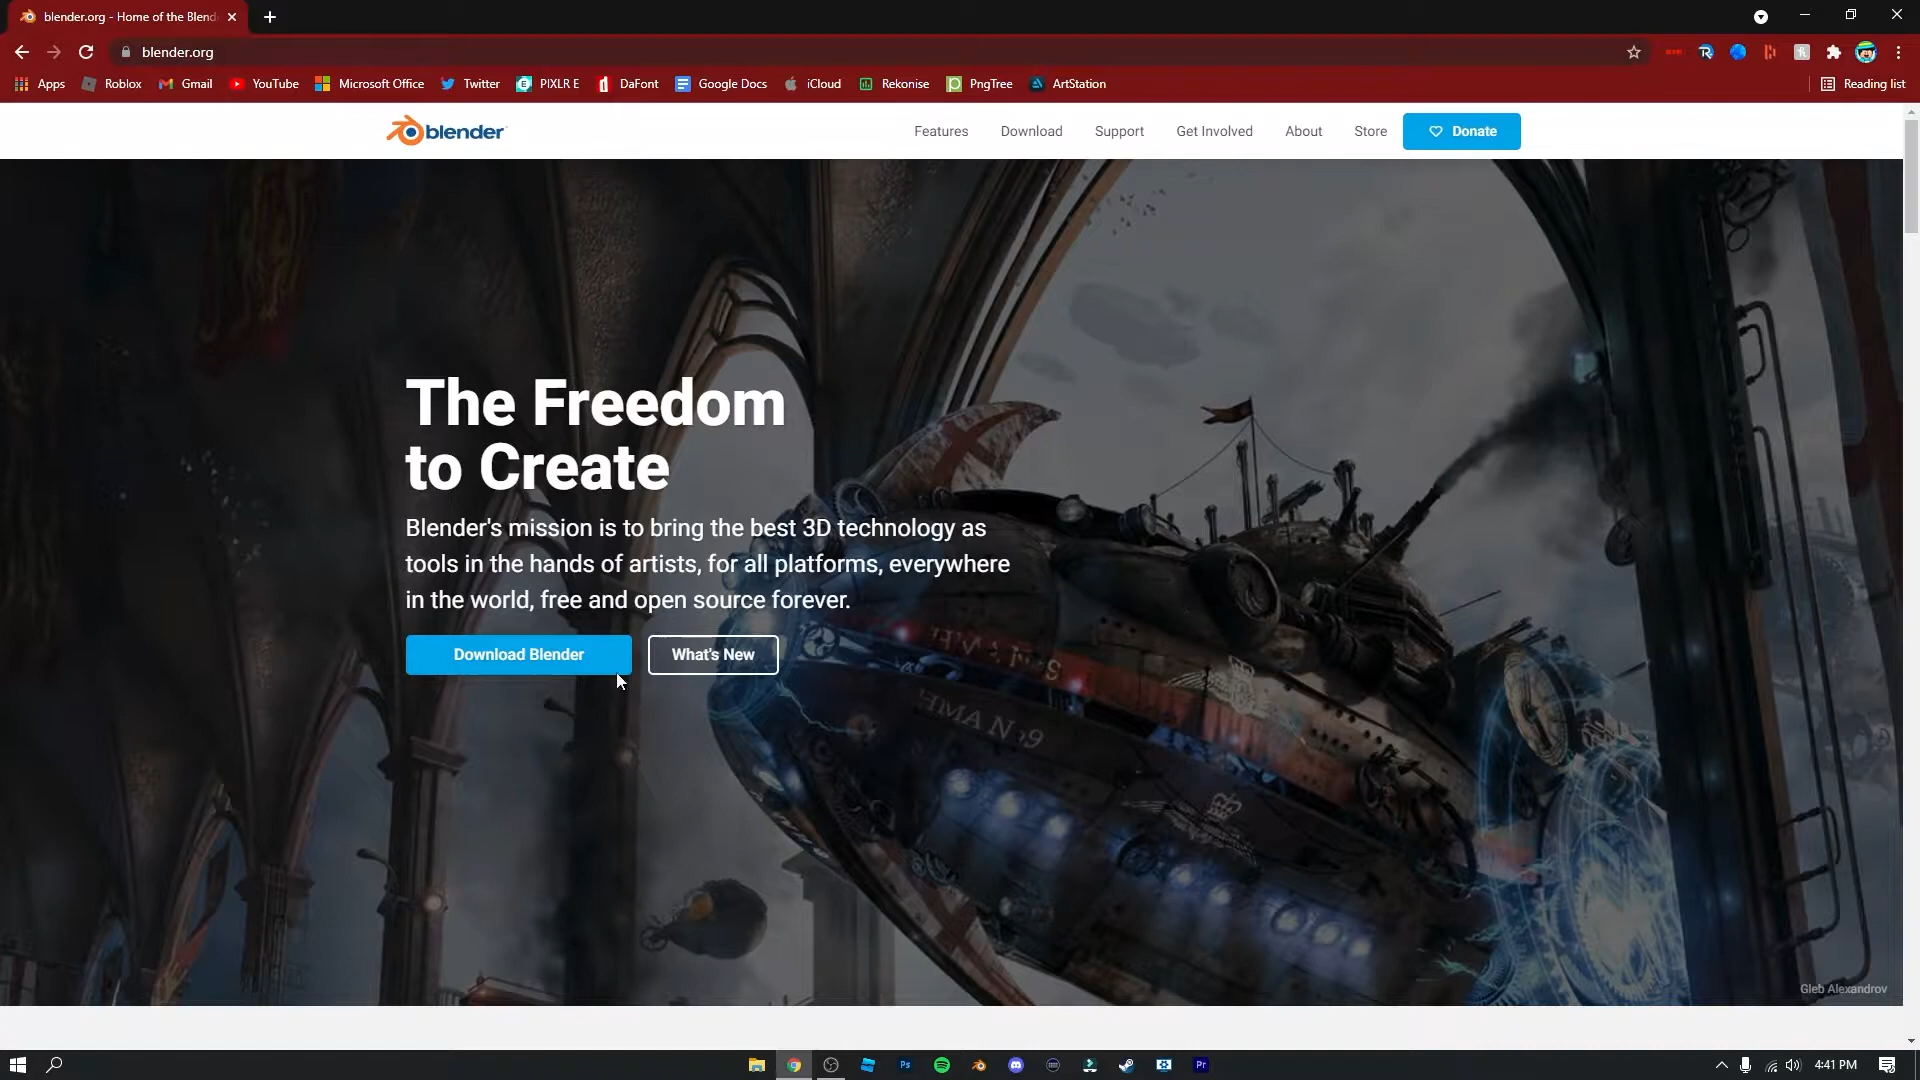 blender.org - Home of the Blend
blender.org
Apps Roblox Gmail YouTube Microsoft Office Twitter PIXLR E DaFont Google Docs iCloud Rekonise PngTree ArtStation Reading list
blender Features Download Support Get Involved About Store Donate
The Freedom
to Create
Blender's mission is to bring the best 3D technology as
tools in the hands of artists, for all platforms, everywhere
in the world, free and open source forever.
Download Blender What's New
Gleb Alexandrov
Ps Pr 4:41 PM